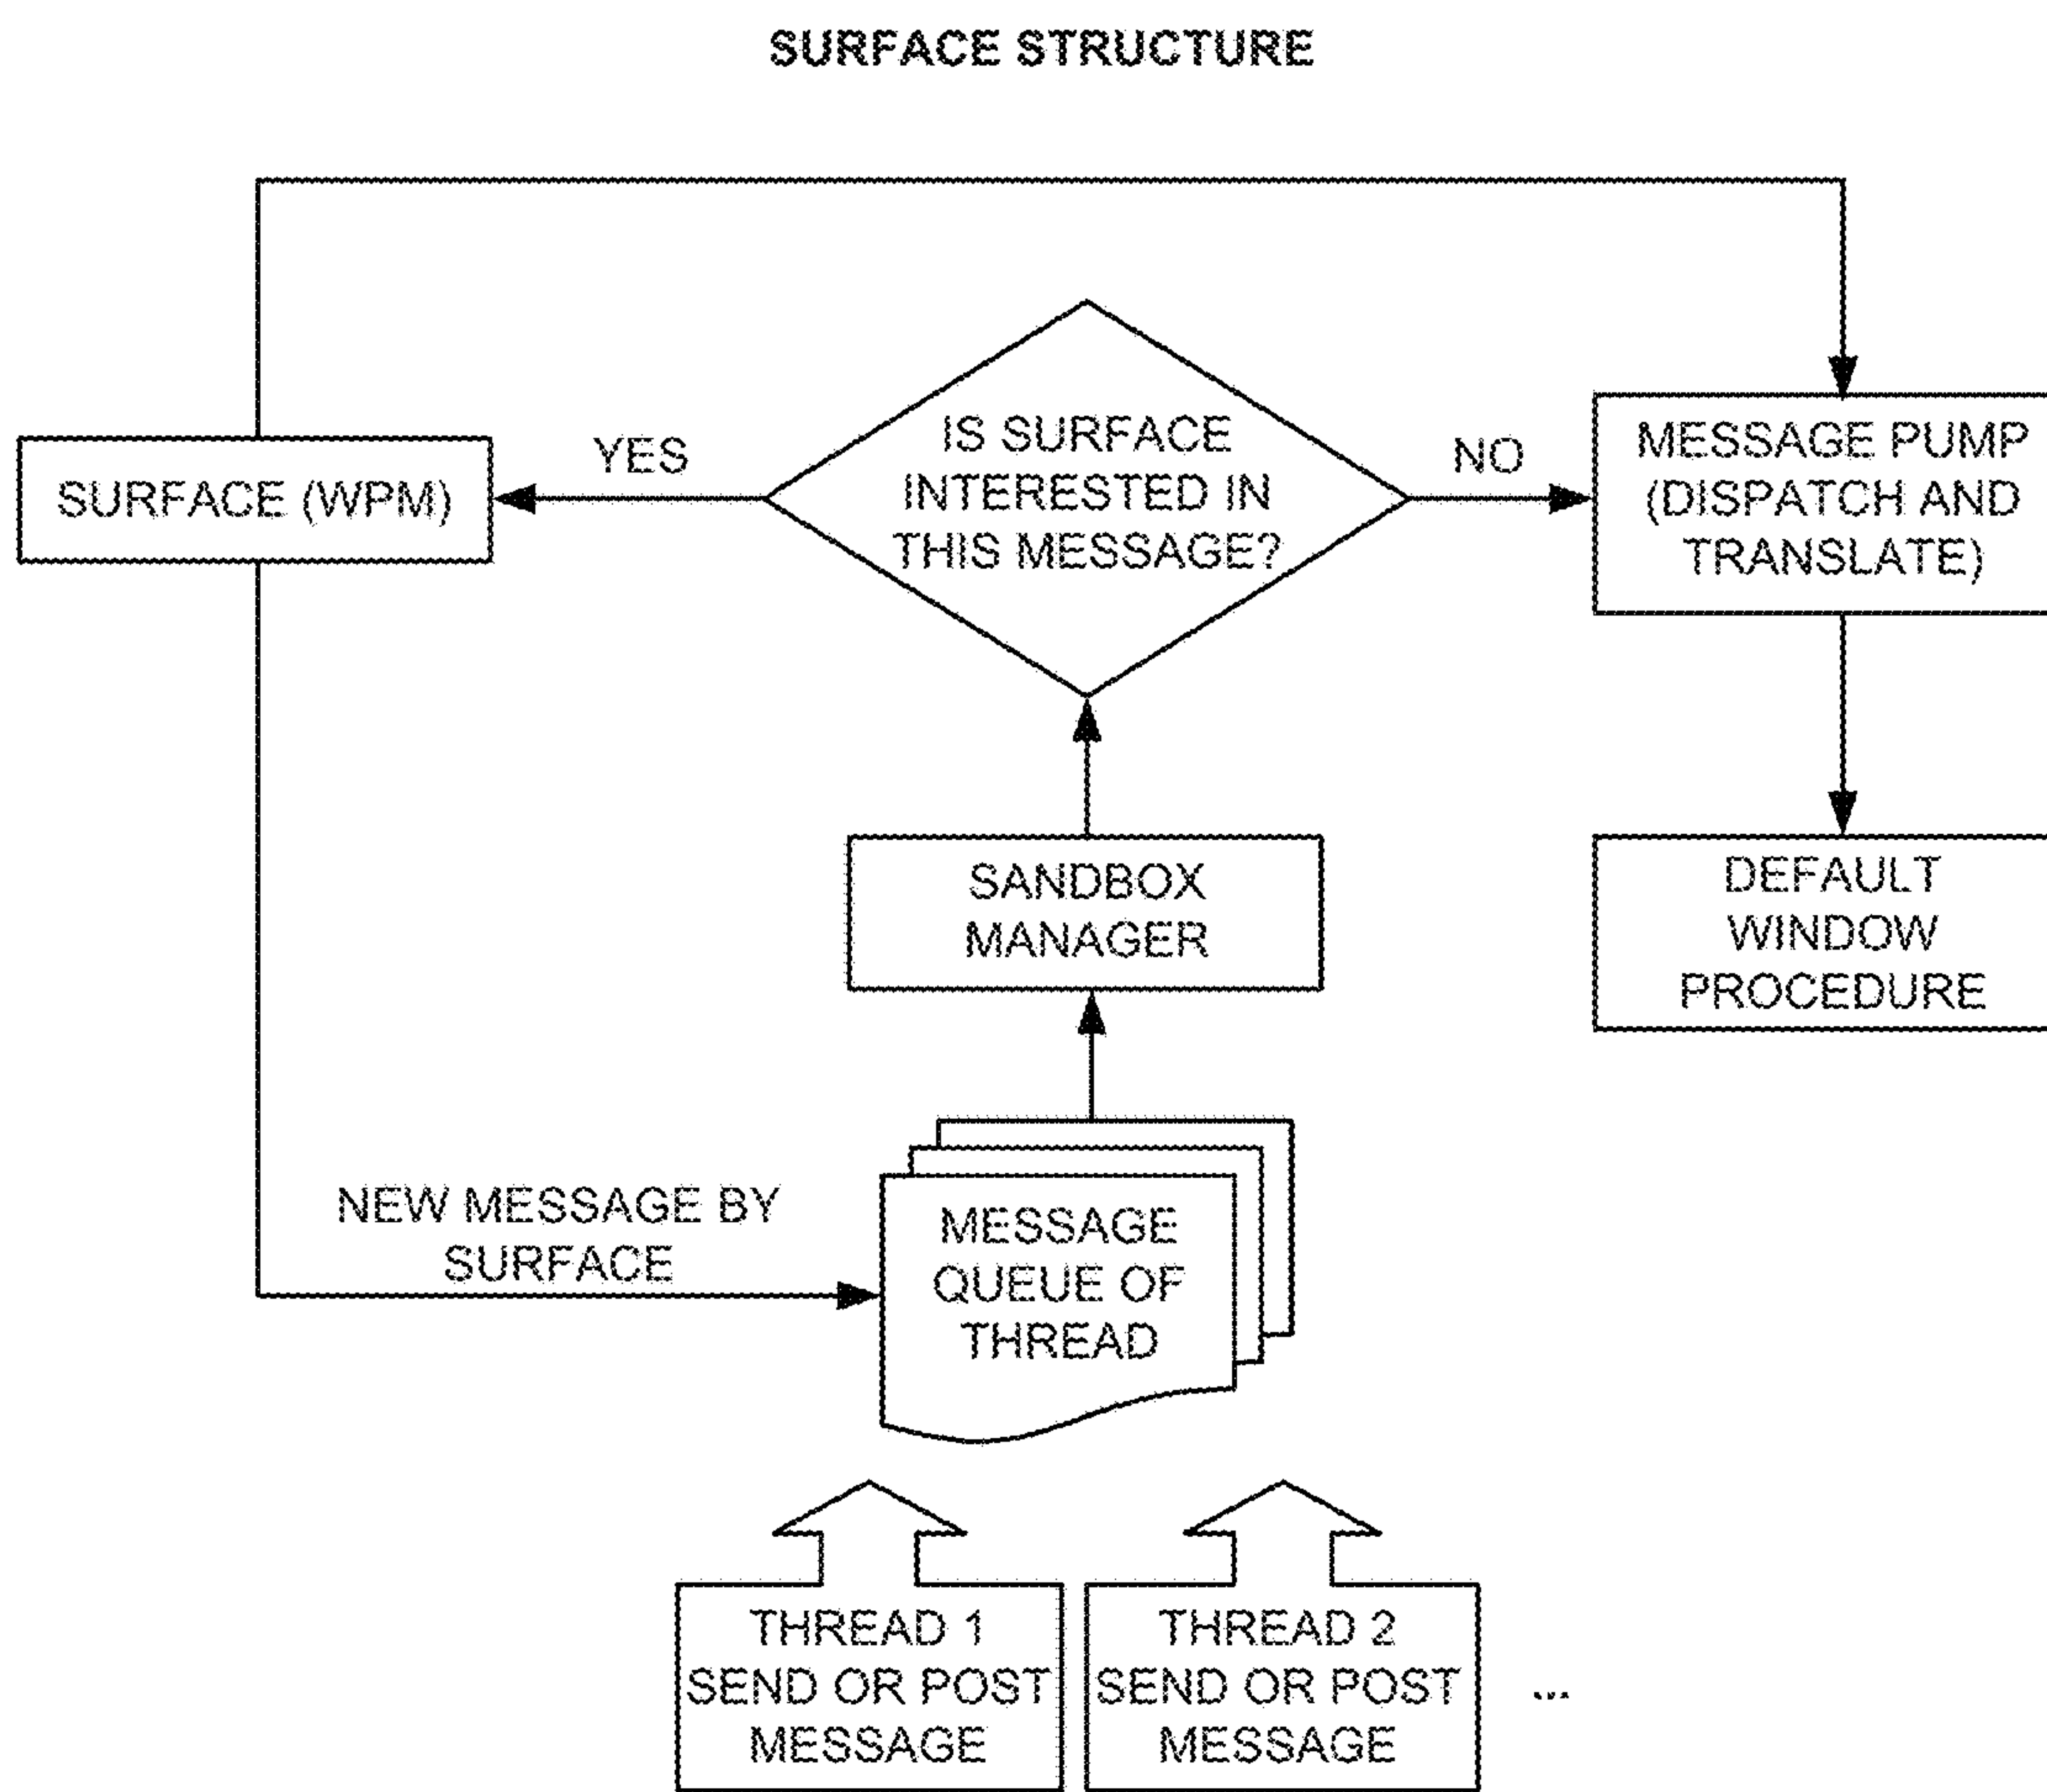 SURFACE STRUCTURE
SURFACE (WPM)
YES
IS SURFACE
INTERESTED IN
THIS MESSAGE?
NO
MESSAGE PUMP
(DISPATCH AND
TRANSLATE)
SANDBOX
MANAGER
DEFAULT
WINDOW
PROCEDURE
NEW MESSAGE BY
SURFACE
MESSAGE
QUEUE OF
THREAD
THREAD 1
SEND OR POST
MESSAGE
THREAD 2
SEND OR POST
MESSAGE
...